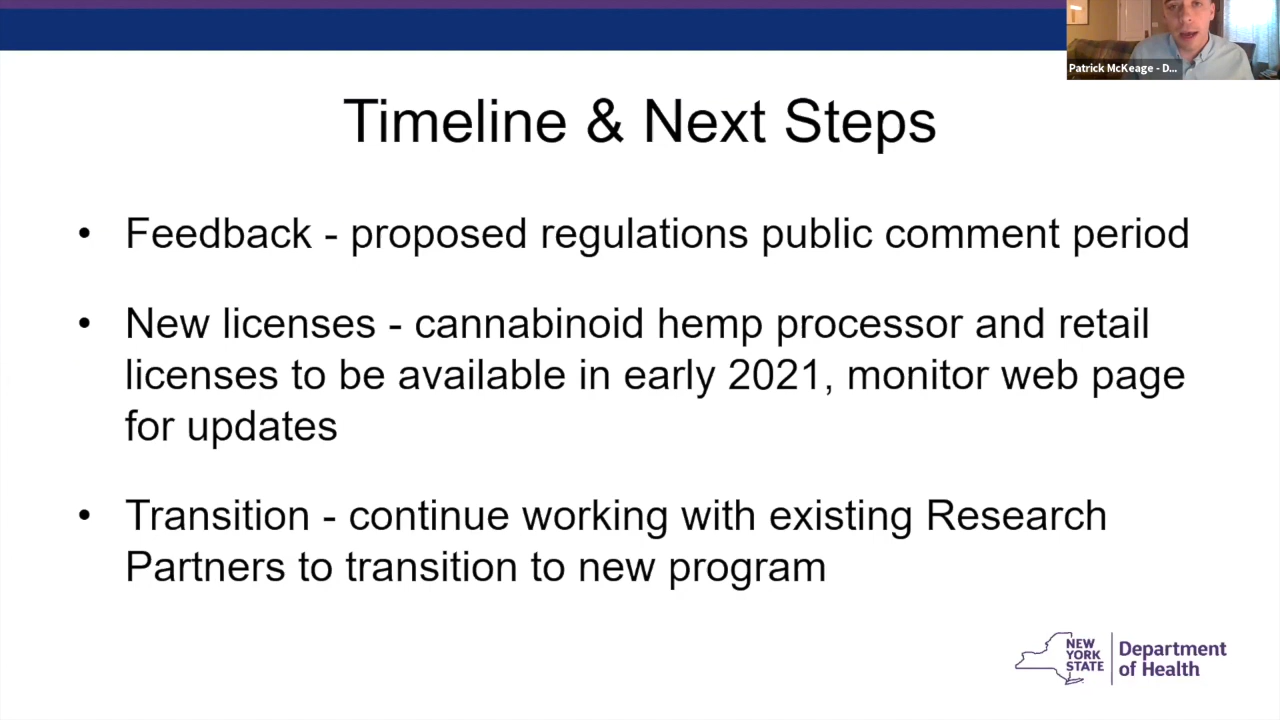 Patrick McKeage - D...
Timeline & Next Steps
• Feedback - proposed regulations public comment period
• New licenses - cannabinoid hemp processor and retail
licenses to be available in early 2021, monitor web page
for updates
• Transition - continue working with existing Research
Partners to transition to new program
NEW
YORK
STATE
Department
of Health